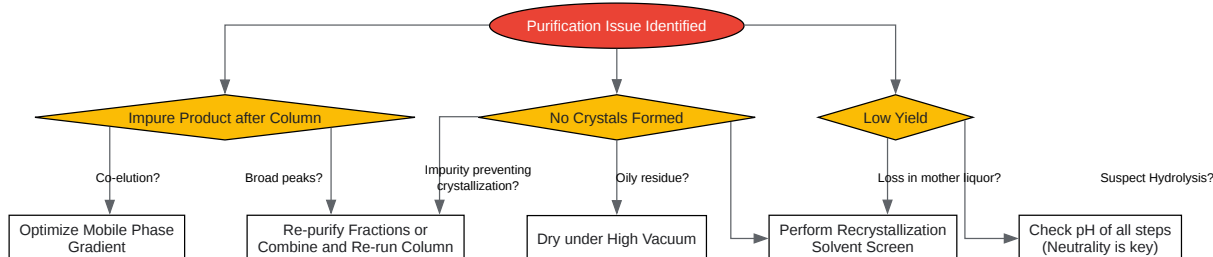 Purification Issue Identified
Impure Product after Column
No Crystals Formed
Low Yield
Co-elution?
Broad peaks?
Impurity preventing
crystallization?
Oily residue?
Loss in mother liquor?
Suspect Hydrolysis?
Optimize Mobile Phase
Gradient
Re-purify Fractions or
Combine and Re-run Column
Dry under High Vacuum
Perform Recrystallization
Solvent Screen
Check pH of all steps
(Neutrality is key)